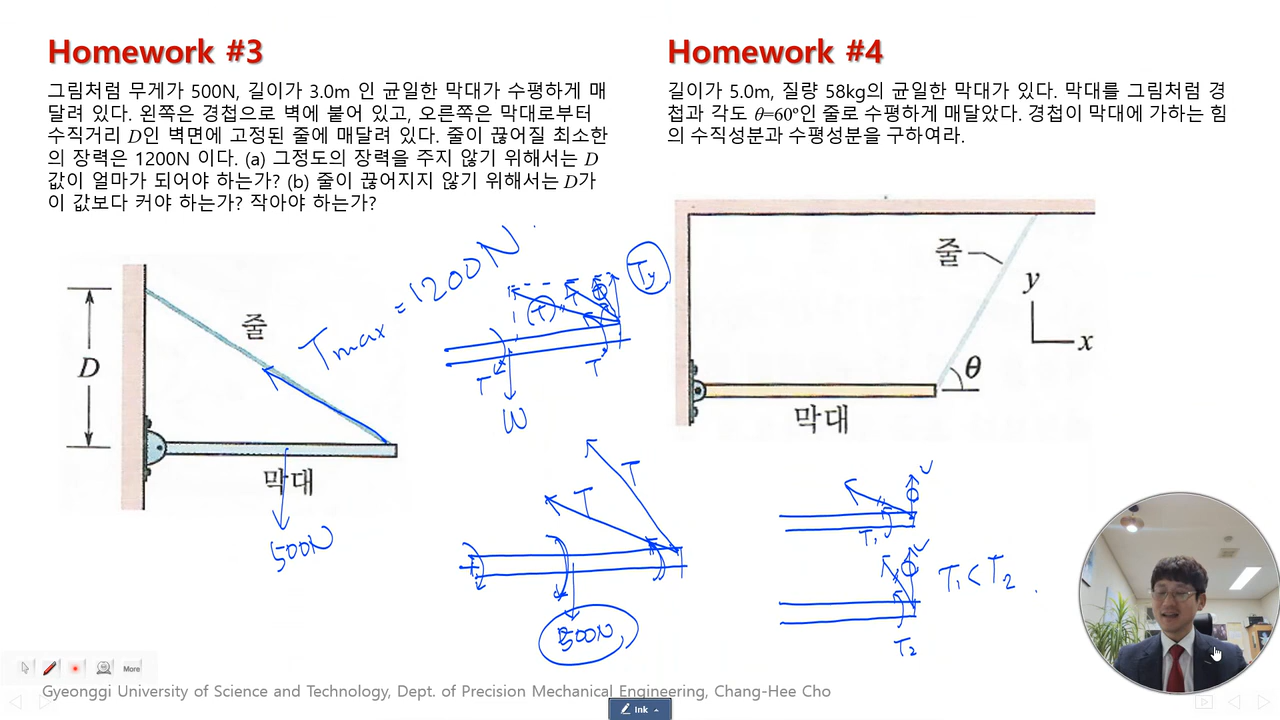 Homework #3
그림처럼 무게가 500N, 길이가 3.0m 인 균일한 막대가 수평하게 매
달려 있다. 왼쪽은 경첩으로 벽에 붙어 있고, 오른쪽은 막대로부터
수직거리 D인 벽면에 고정된 줄에 매달려 있다. 줄이 끊어질 최소한
의 장력은 1200N 이다. (a) 그정도의 장력을 주지 않기 위해서는 D
값이 얼마가 되어야 하는가? (b) 줄이 끊어지지 않기 위해서는 D가
이 값보다 커야 하는가? 작아야 하는가?
줄
D
막대
500N
Tmax = 1200N
Ty
(+)
T
T
W
T
T
500N
Homework #4
길이가 5.0m, 질량 58kg의 균일한 막대가 있다. 막대를 그림처럼 경
첩과 각도 θ=60°인 줄로 수평하게 매달았다. 경첩이 막대에 가하는 힘
의 수직성분과 수평성분을 구하여라.
줄
y
x
θ
막대
T₁
T₁ < T₂
T₂
More
Gyeonggi University of Science and Technology, Dept. of Precision Mechanical Engineering, Chang-Hee Cho
Ink